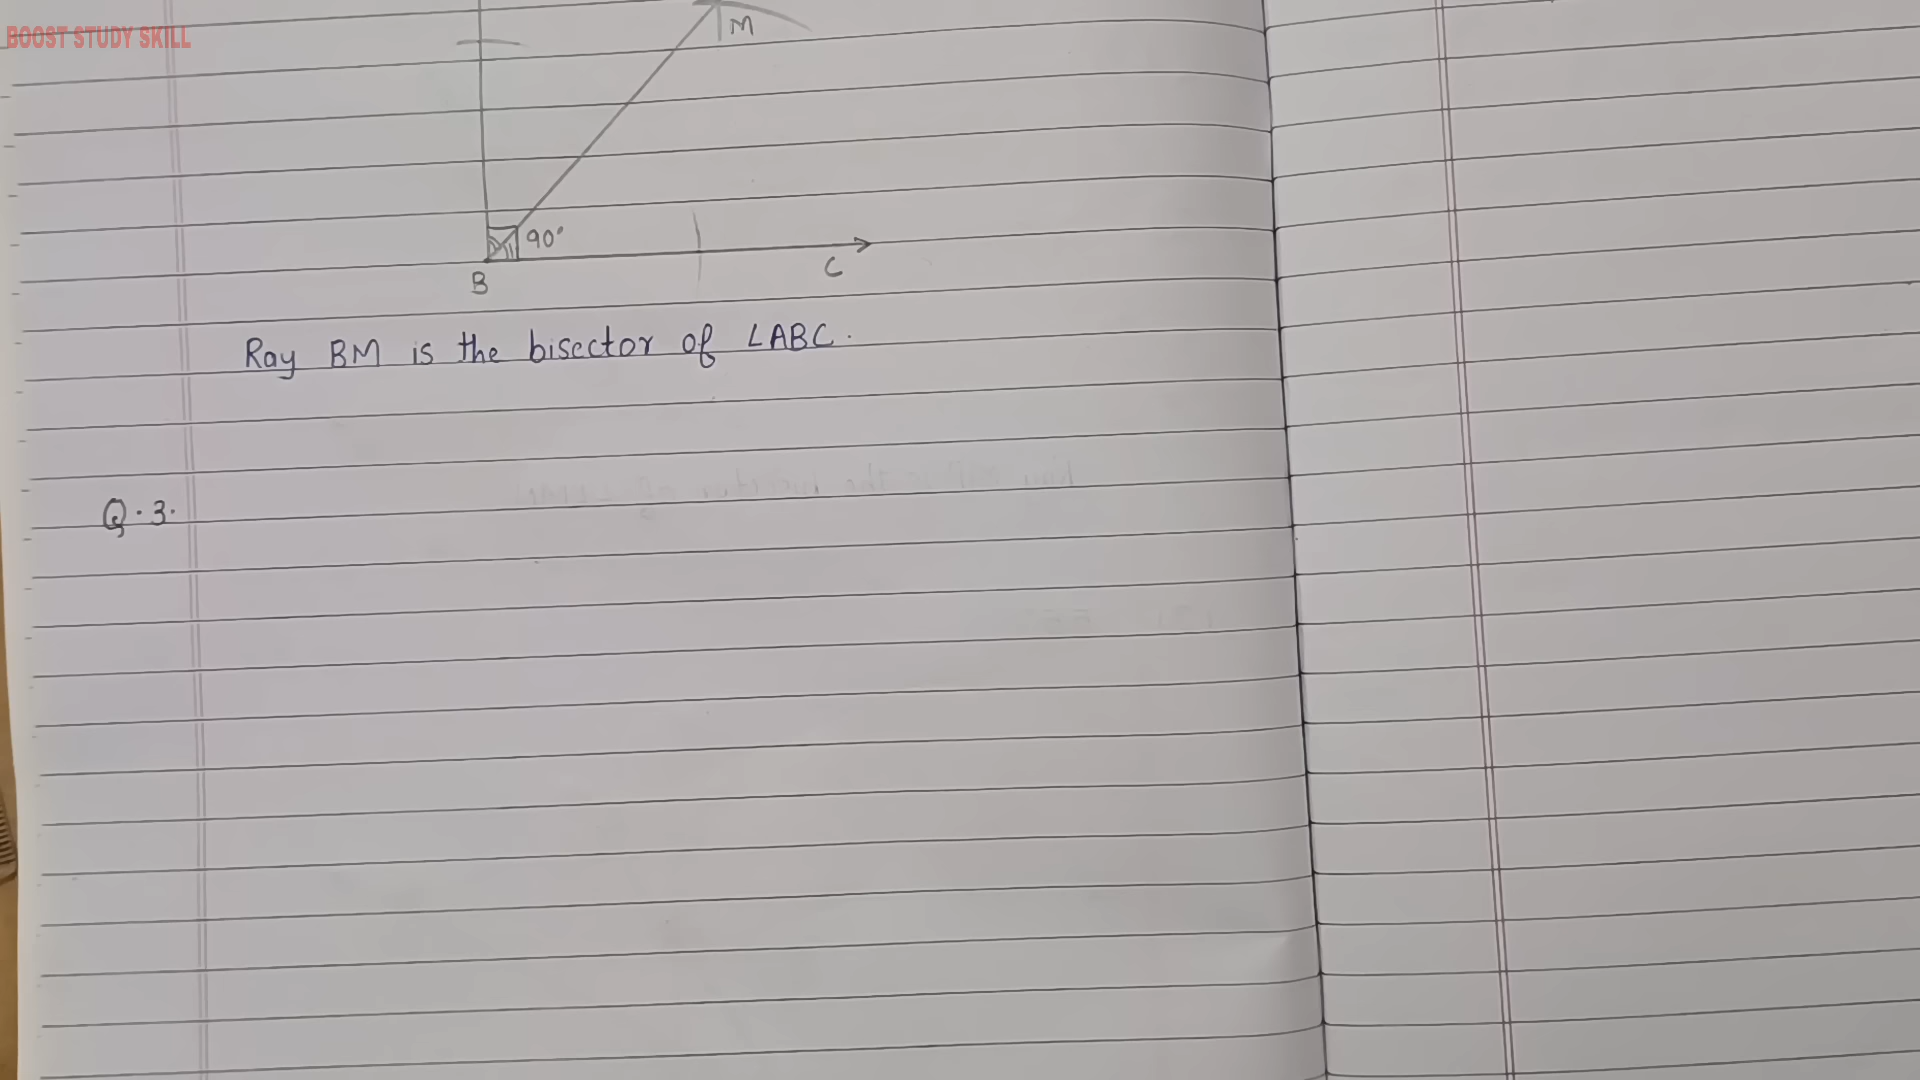 BOOST STUDY SKILL
M
90°
B
C
Ray BM is the bisector of ∠ABC.
Q.3.